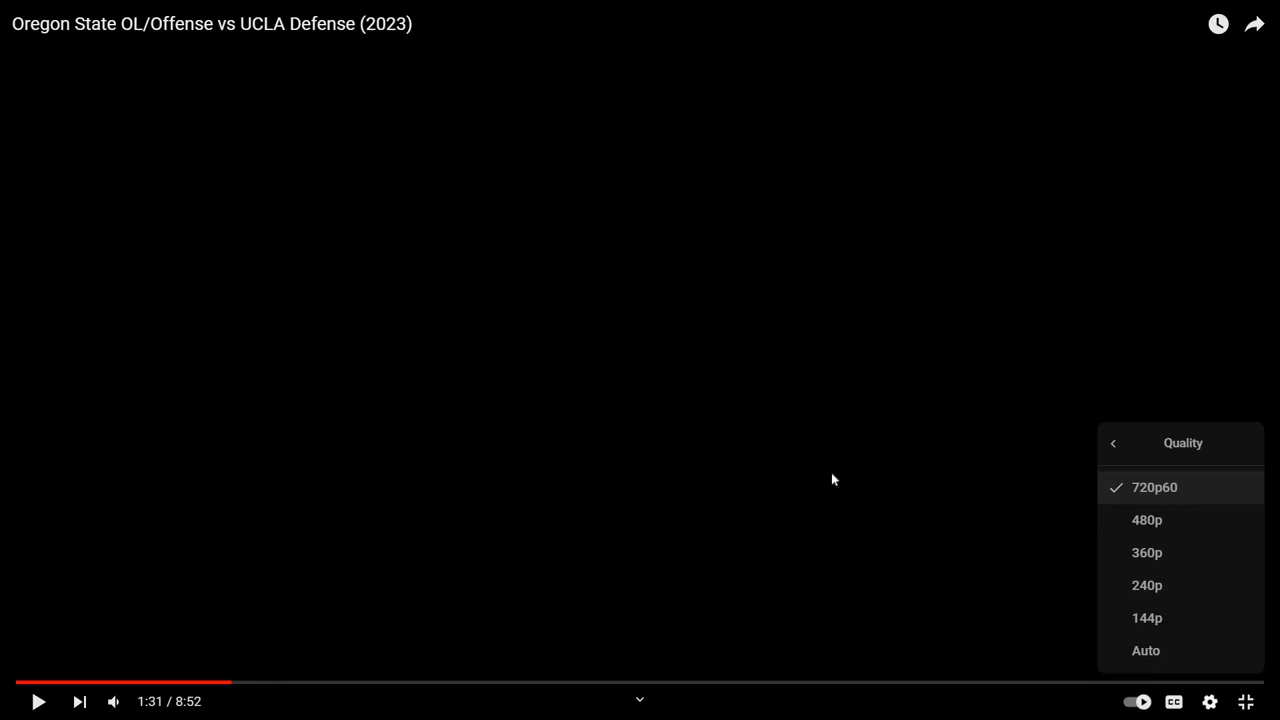 Oregon State OL/Offense vs UCLA Defense (2023)
Quality
720p60
480p
360p
240p
144p
Auto
1:31 / 8:52
CC